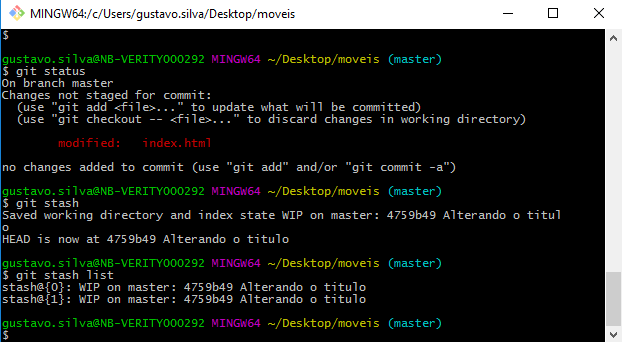 MINGW64:/c/Users/gustavo.silva/Desktop/moveis
$
gustavo.silva@NB-VERITY000292 MINGW64 ~/Desktop/moveis (master)
$ git status
On branch master
Changes not staged for commit:
  (use "git add <file>..." to update what will be committed)
  (use "git checkout -- <file>..." to discard changes in working directory)
        modified:   index.html
no changes added to commit (use "git add" and/or "git commit -a")
gustavo.silva@NB-VERITY000292 MINGW64 ~/Desktop/moveis (master)
$ git stash
Saved working directory and index state WIP on master: 4759b49 Alterando o titul
o
HEAD is now at 4759b49 Alterando o titulo
gustavo.silva@NB-VERITY000292 MINGW64 ~/Desktop/moveis (master)
$ git stash list
stash@{0}: WIP on master: 4759b49 Alterando o titulo
stash@{1}: WIP on master: 4759b49 Alterando o titulo
gustavo.silva@NB-VERITY000292 MINGW64 ~/Desktop/moveis (master)
$